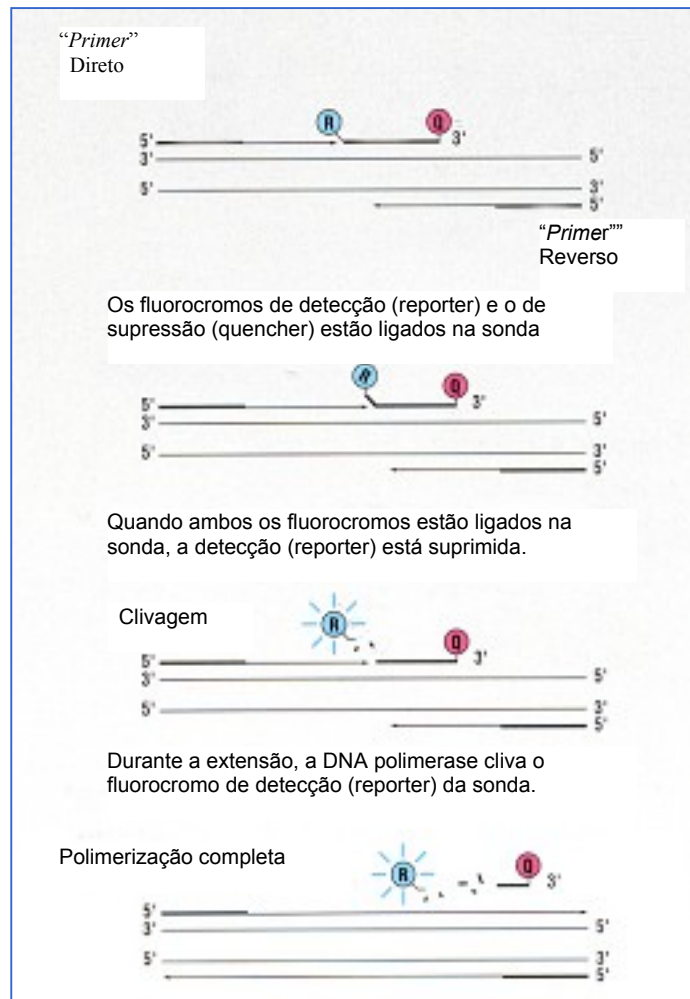 “Primer”
Direto
R
Q
5'
3'
3'
5'
5'
3'
5'
“Primer””
Reverso
Os fluorocromos de detecção (reporter) e o de
supressão (quencher) estão ligados na sonda
R
Q
5'
3'
3'
5'
5'
3'
5'
Quando ambos os fluorocromos estão ligados na
sonda, a detecção (reporter) está suprimida.
Clivagem
R
Q
5'
3'
3'
5'
5'
3'
5'
Durante a extensão, a DNA polimerase cliva o
fluorocromo de detecção (reporter) da sonda.
Polimerização completa
R
Q
3'
5'
3'
5'
5'
3'
5'